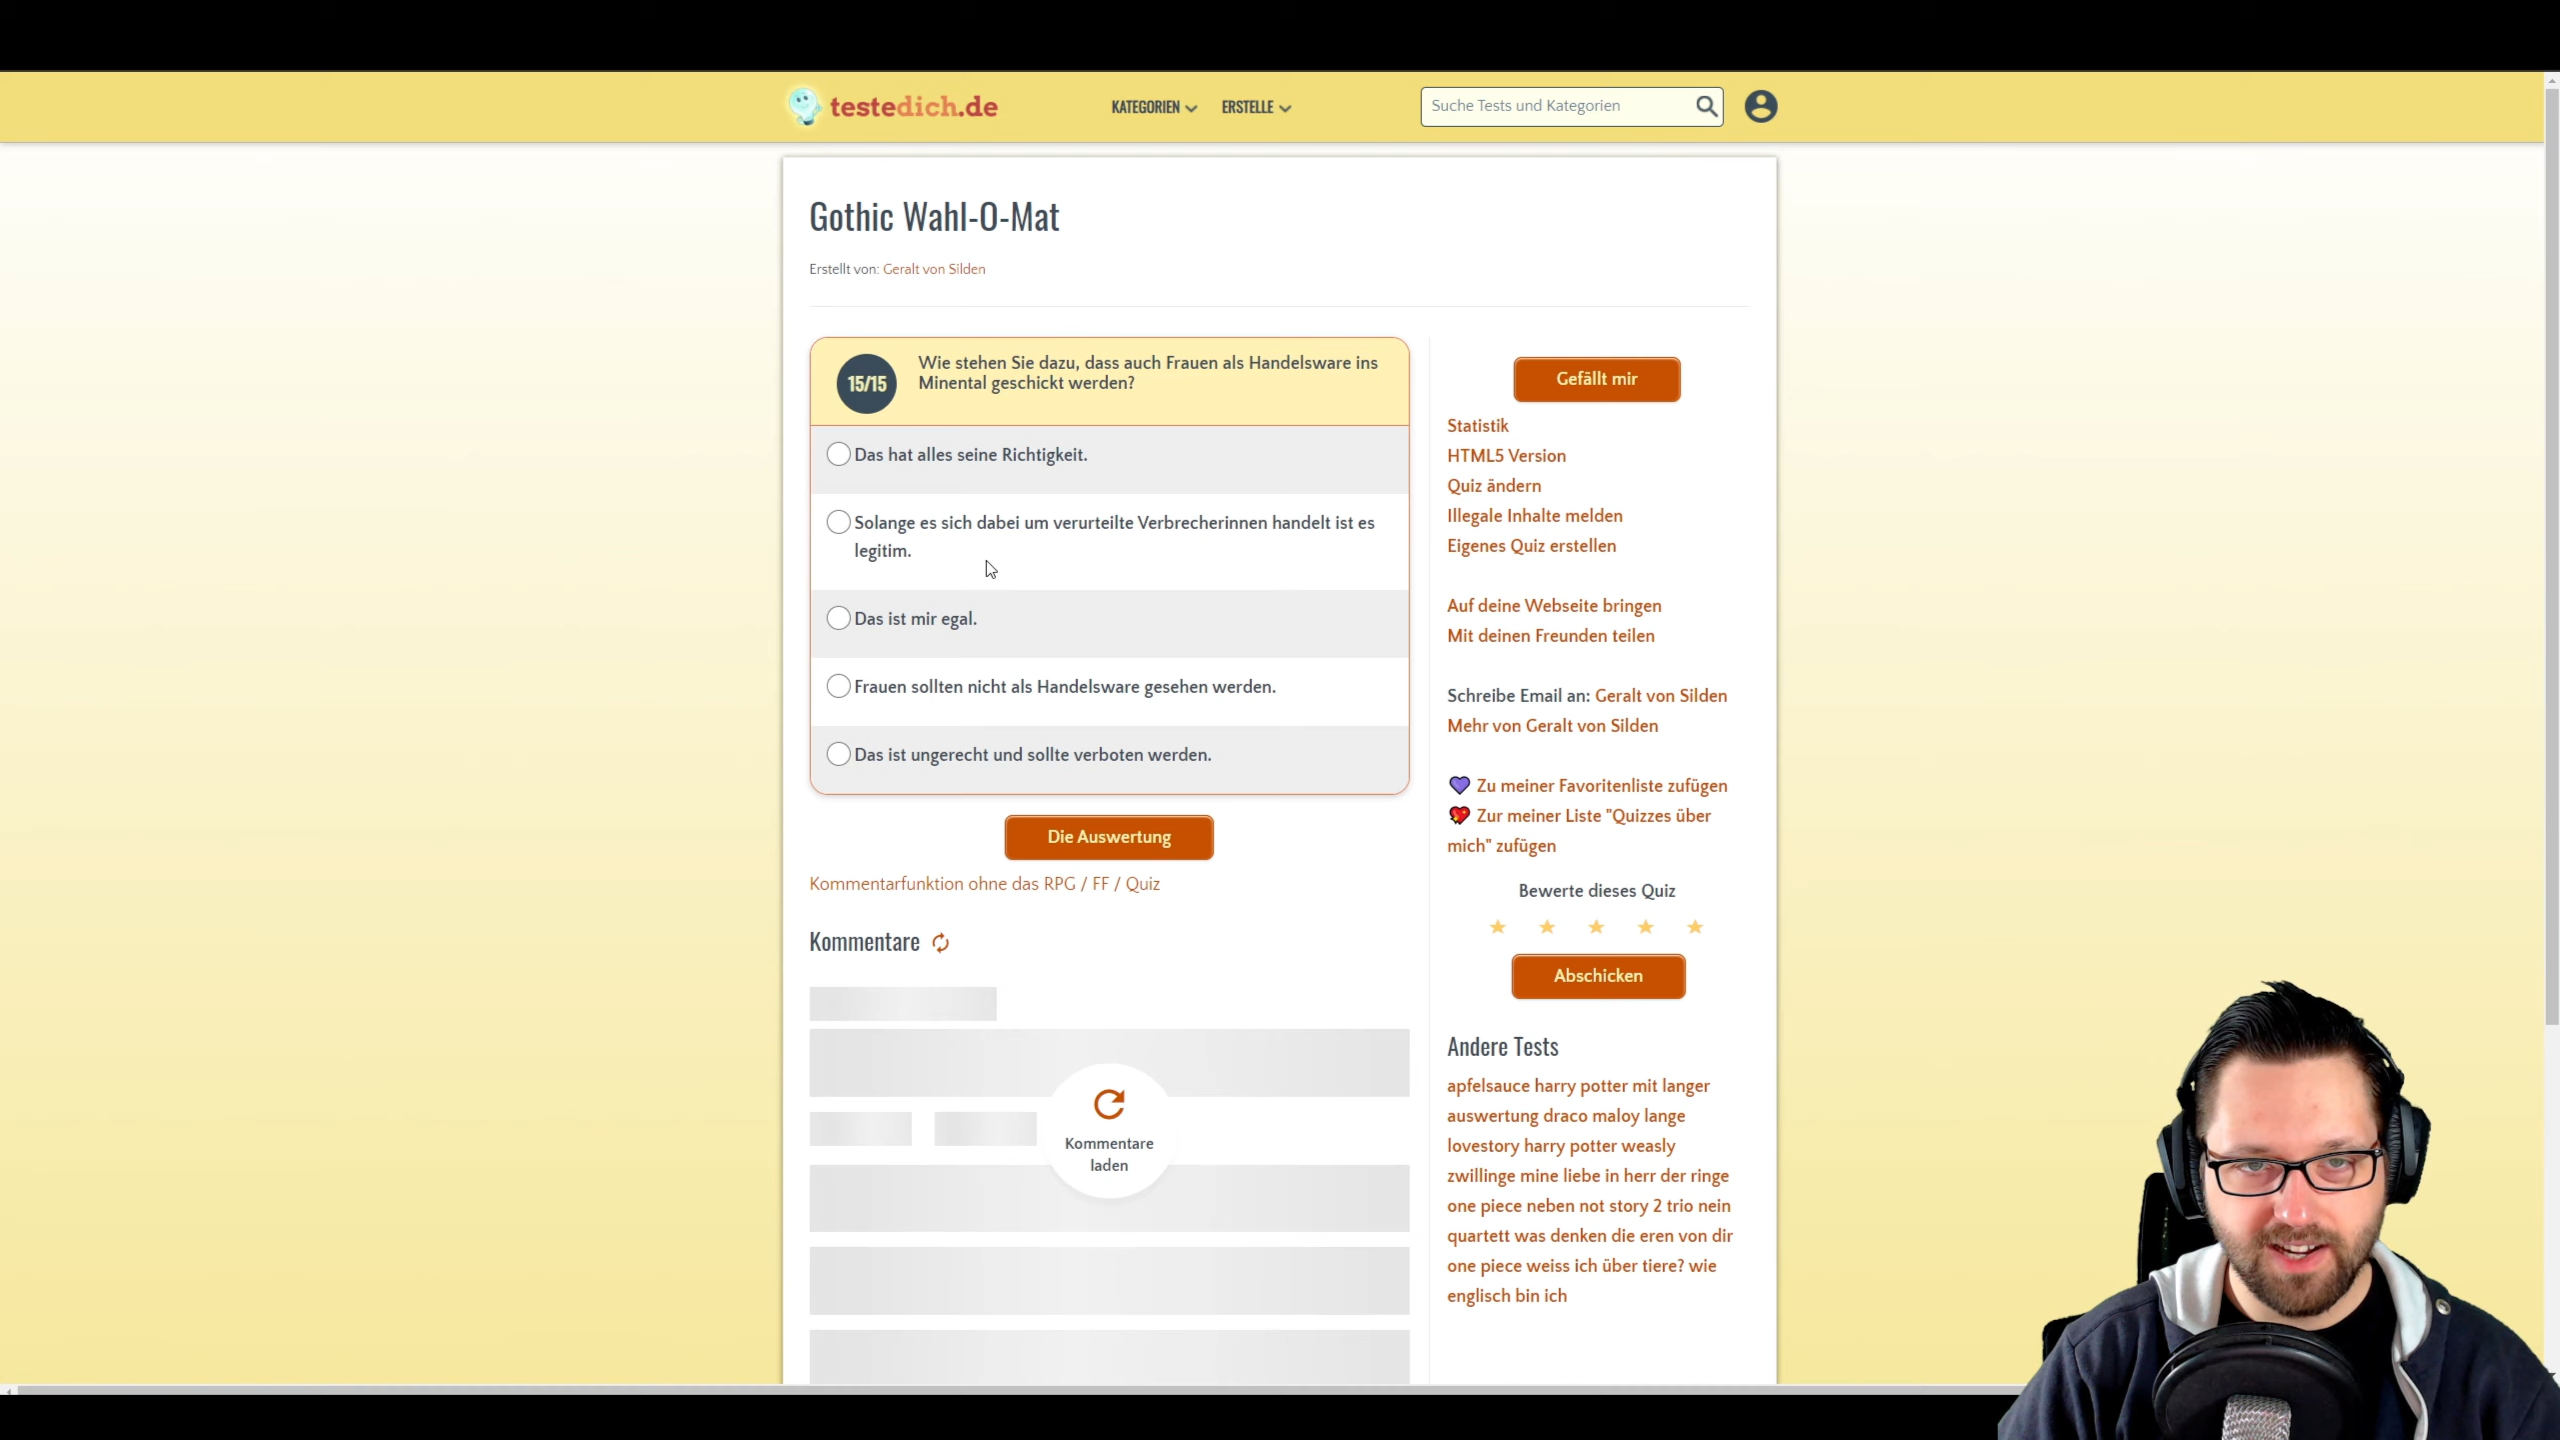 testedich.de
KATEGORIEN
ERSTELLE
Suche Tests und Kategorien
Gothic Wahl-O-Mat
Erstellt von: Geralt von Silden
15/15
Wie stehen Sie dazu, dass auch Frauen als Handelsware ins
Minental geschickt werden?
Das hat alles seine Richtigkeit.
Solange es sich dabei um verurteilte Verbrecherinnen handelt ist es
legitim.
Das ist mir egal.
Frauen sollten nicht als Handelsware gesehen werden.
Das ist ungerecht und sollte verboten werden.
Die Auswertung
Kommentarfunktion ohne das RPG / FF / Quiz
Kommentare
Kommentare
laden
Gefällt mir
Statistik
HTML5 Version
Quiz ändern
Illegale Inhalte melden
Eigenes Quiz erstellen
Auf deine Webseite bringen
Mit deinen Freunden teilen
Schreibe Email an: Geralt von Silden
Mehr von Geralt von Silden
Zu meiner Favoritenliste zufügen
Zur meiner Liste "Quizzes über
mich" zufügen
Bewerte dieses Quiz
Abschicken
Andere Tests
apfelsauce harry potter mit langer
auswertung draco maloy lange
lovestory harry potter weasly
zwillinge mine liebe in herr der ringe
one piece neben not story 2 trio nein
quartett was denken die eren von dir
one piece weiss ich über tiere? wie
englisch bin ich